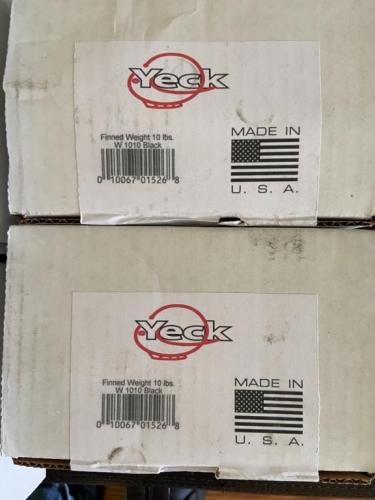 Yeck
Finned Weight 10 lbs.
W 1010 Black
0 10067 01526 8
MADE IN
U. S. A.
Yeck
Finned Weight 10 lbs.
W 1010 Black
0 10067 01526 8
MADE IN
U. S. A.